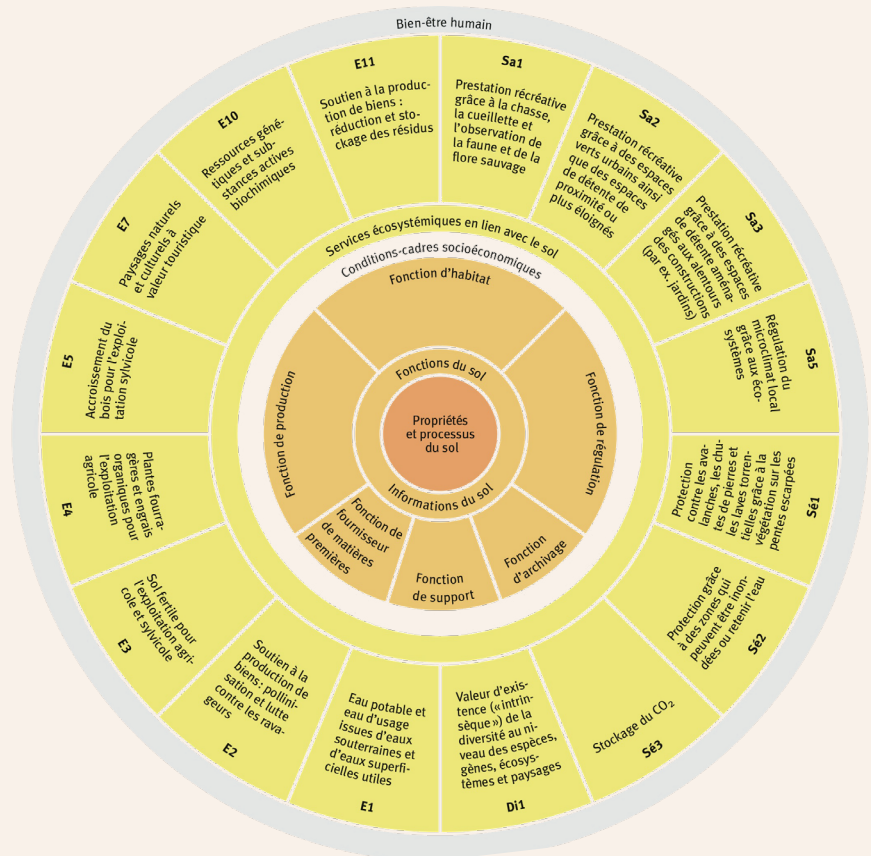 Bien-être humain
Sa1
Prestation récréative
grâce à la chasse,
la cueillette et
l'observation de
la faune et de la
flore sauvage
Sa2
Prestation récréative
grâce à des espaces
verts urbains ainsi
que des espaces
de détente de
proximité ou
plus éloignés
Sa3
Prestation récréative
grâce à des espaces
de détente aména-
gés aux alentours
des constructions
(par ex. jardins)
Sa5
Régulation du
microclimat local
grâce aux éco-
systèmes
Sé1
Protection
contre les ava-
lanches, les chu-
tes de pierres et
les laves torren-
tielles grâce à la
végétation sur les
pentes escarpées
Sé2
Protection grâce
à des zones qui
peuvent être inon-
dées ou retenir l'eau
Sé3
Stockage du CO₂
Di1
Valeur d'exis-
tence («intrin-
sèque») de la
diversité au ni-
veau des espèces,
gènes, écosys-
tèmes et paysages
E1
Eau potable et
eau d'usage
issues d'eaux
souterraines et
d'eaux superfi-
cielles utiles
E2
Soutien à la
production de
biens : pollini-
sation et lutte
contre les rava-
geurs
E3
Sol fertile pour
l'exploitation agri-
cole et sylvicole
E4
Plantes fourra-
gères et engrais
organiques pour
l'exploitation
agricole
E5
Accroissement du
bois pour l'exploi-
tation sylvicole
E7
Paysages naturels
et culturels à
valeur touristique
E10
Ressources géné-
tiques et sub-
stances actives
biochimiques
E11
Soutien à la produc-
tion de biens :
réduction et sto-
ckage des résidus
Services écosystémiques en lien avec le sol
Conditions-cadres socioéconomiques
Fonction d'habitat
Fonction de régulation
Fonction
d'archivage
Fonction
de support
Fonction de
fournisseur
de matières
premières
Fonction de production
Fonctions du sol
Informations du sol
Propriétés
et processus
du sol